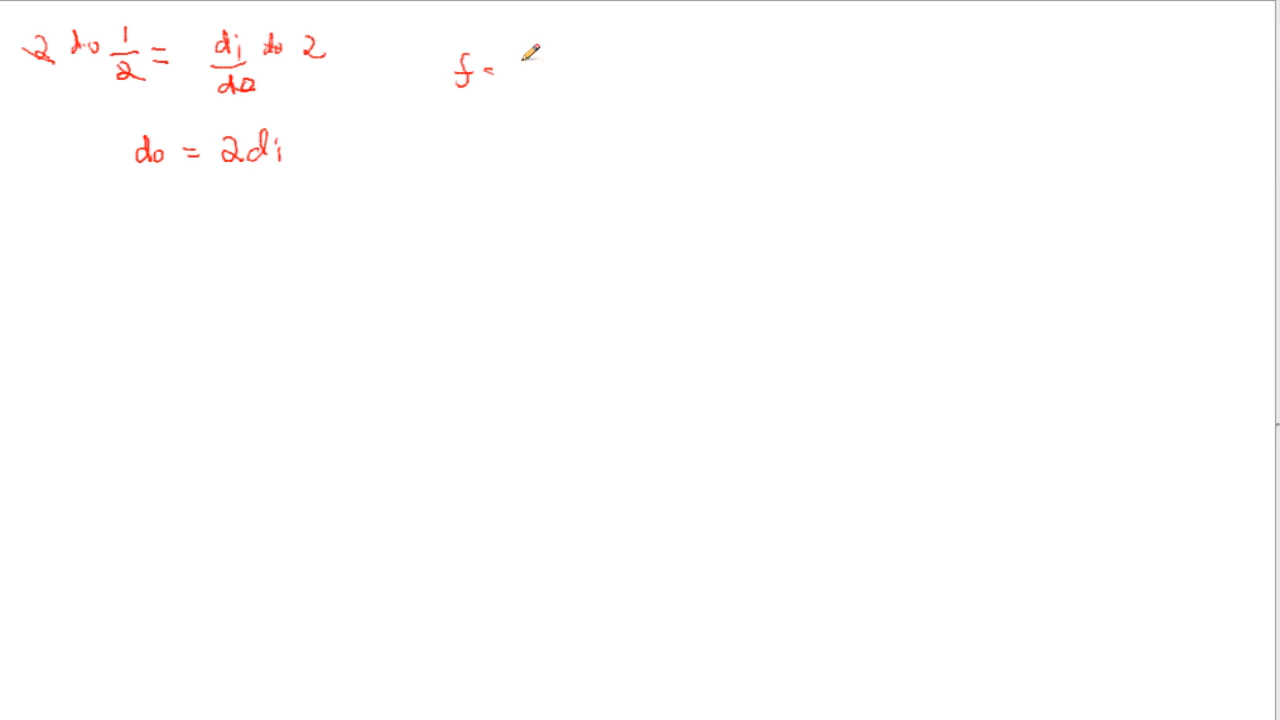 2 do 1/2 = di/do do 2
f =
do = 2di